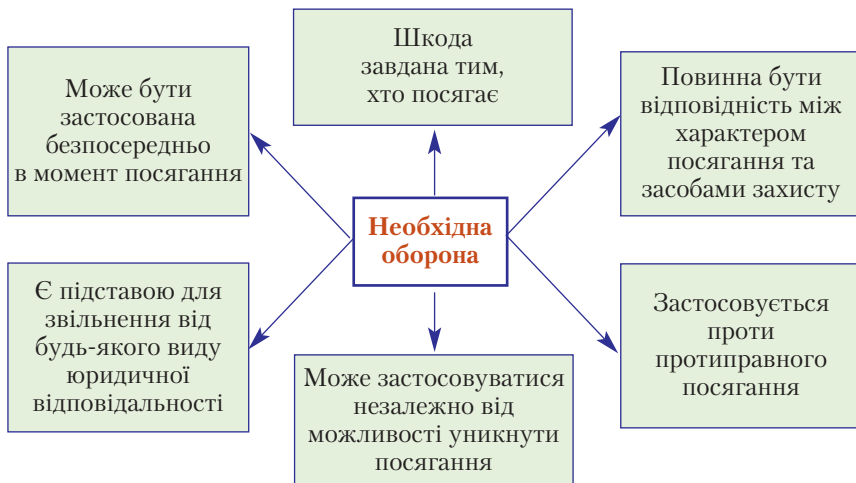 Може бути
застосована
безпосередньо
в момент посягання
Шкода
завдана тим,
хто посягає
Повинна бути
відповідність між
характером
посягання та
засобами захисту
Необхідна
оборона
Є підставою для
звільнення від
будь-якого виду
юридичної
відповідальності
Може застосовуватися
незалежно від
можливості уникнути
посягання
Застосовується
проти
протиправного
посягання